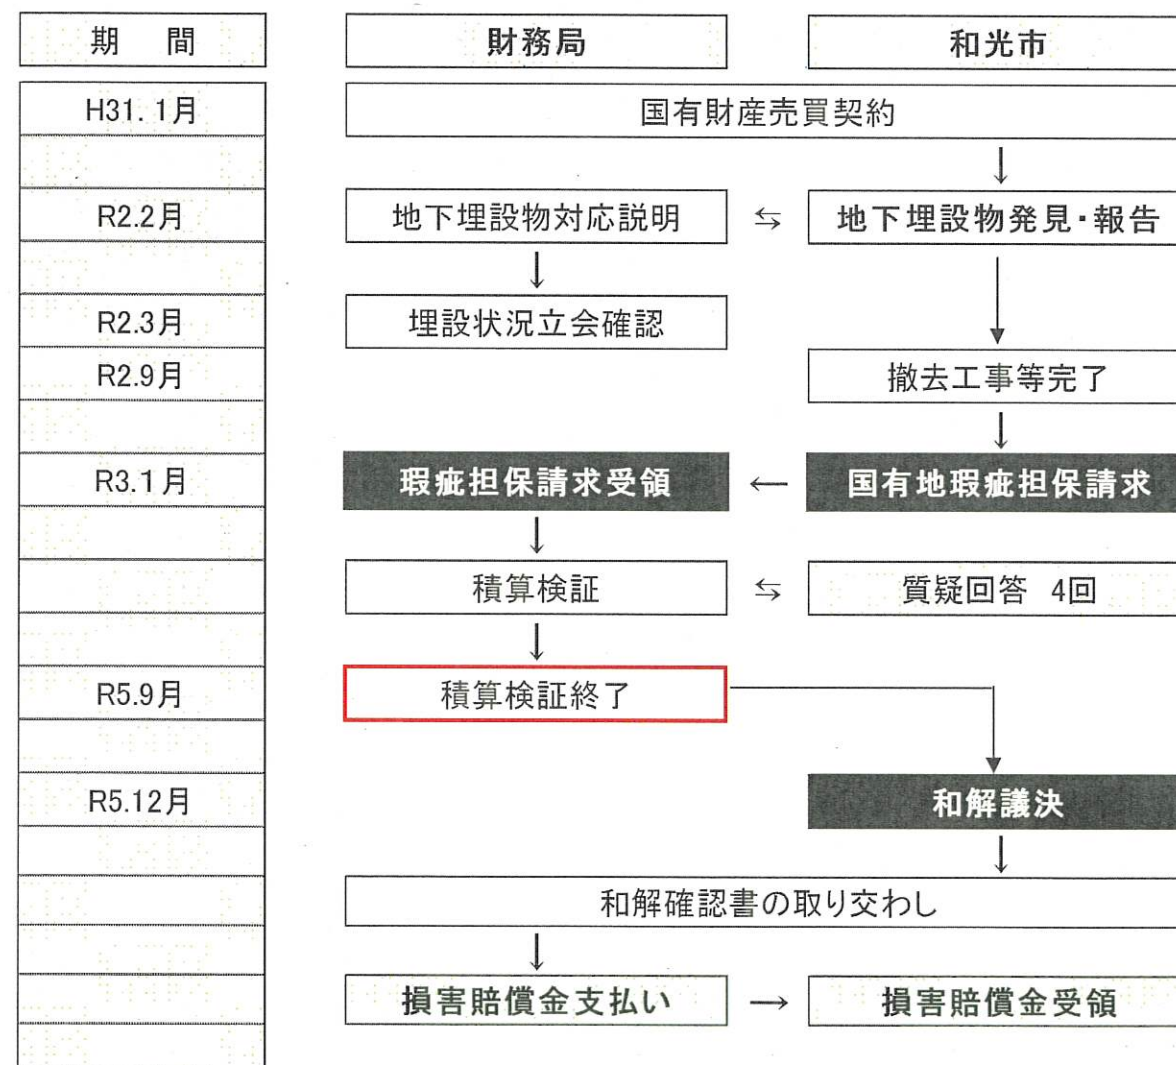 期 間 財務局 和光市
H31. 1月 国有財産売買契約
↓
R2.2月 地下埋設物対応説明 ⇆ 地下埋設物発見・報告
↓
R2.3月 埋設状況立会確認
R2.9月 撤去工事等完了
↓
R3.1月 瑕疵担保請求受領 ← 国有地瑕疵担保請求
↓
積算検証 ⇆ 質疑回答 4回
↓
R5.9月 積算検証終了
R5.12月 和解議決
↓
和解確認書の取り交わし
↓
損害賠償金支払い → 損害賠償金受領